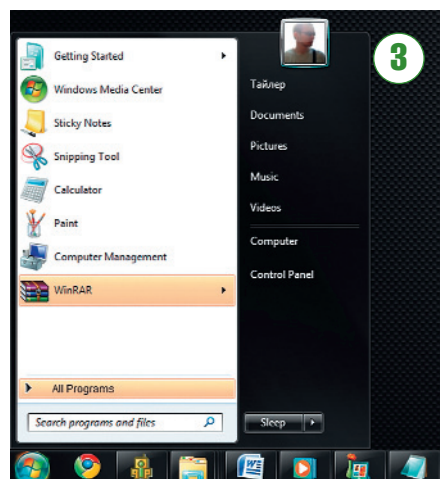 3
Getting Started
Windows Media Center
Sticky Notes
Snipping Tool
Calculator
Paint
Computer Management
WinRAR
All Programs
Search programs and files
Тайлер
Documents
Pictures
Music
Videos
Computer
Control Panel
Sleep
W